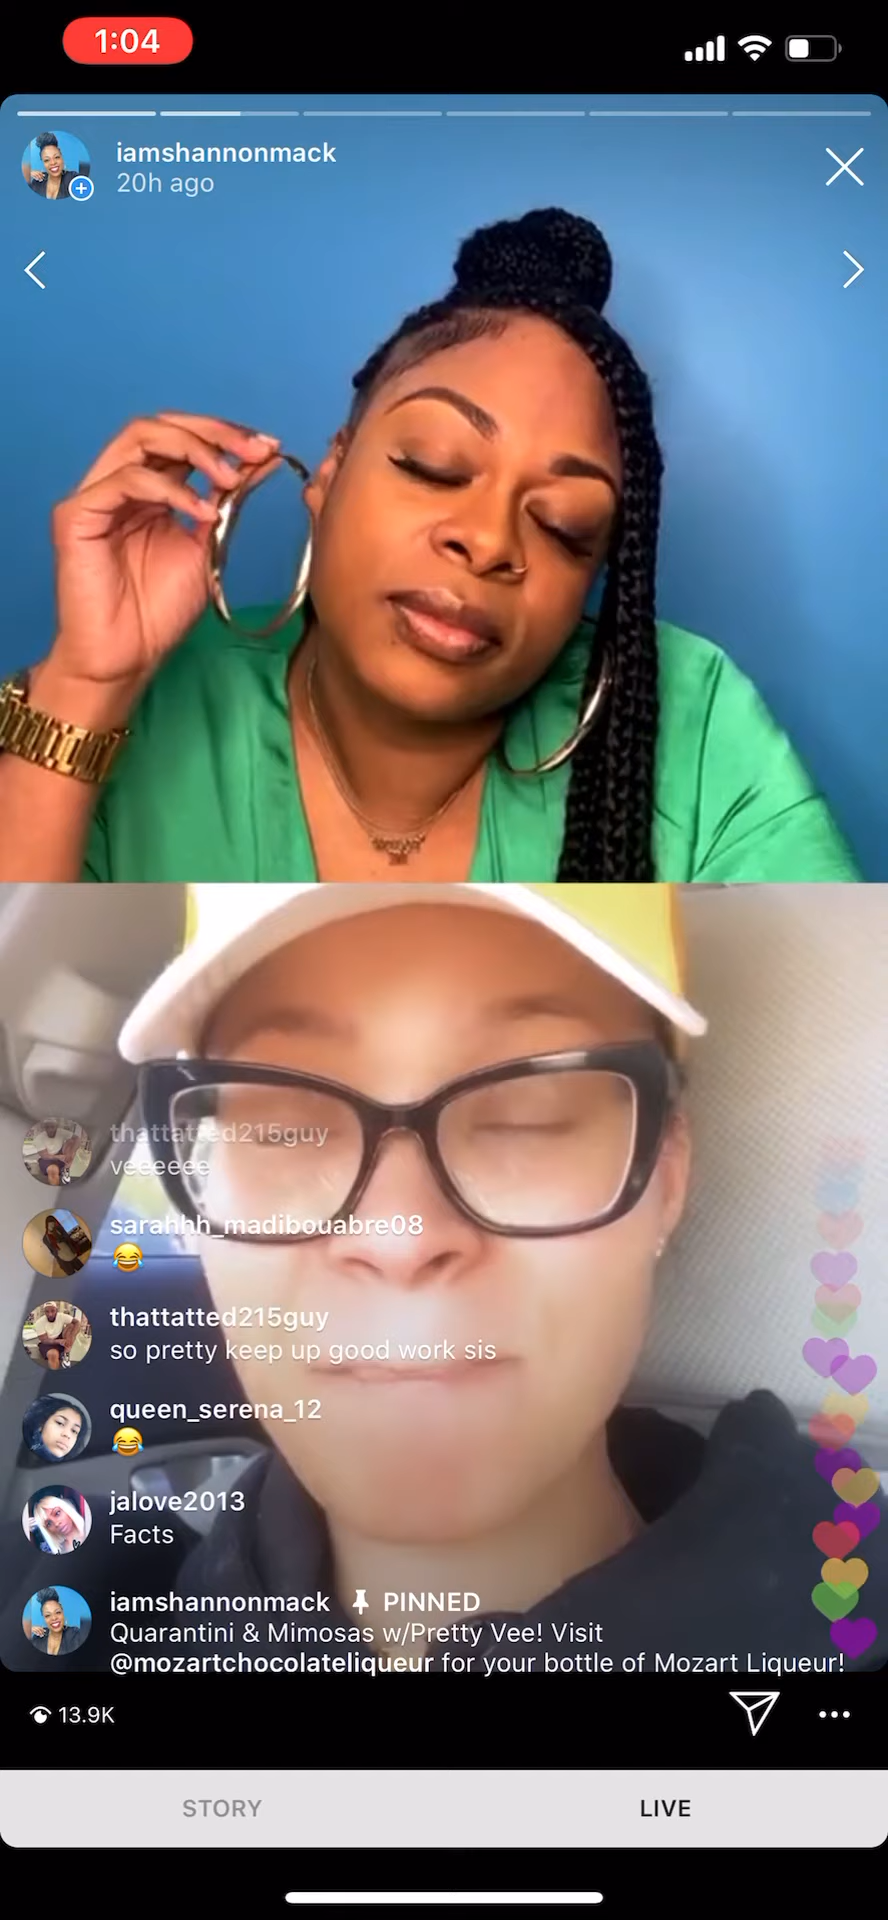 1:04
iamshannonmack
20h ago
thattatted215guy
veeeeee
sarahhh_madibouabre08
😂
thattatted215guy
so pretty keep up good work sis
queen_serena_12
😂
jalove2013
Facts
iamshannonmack PINNED
Quarantini & Mimosas w/Pretty Vee! Visit
@mozartchocolateliqueur for your bottle of Mozart Liqueur!
13.9K
STORY
LIVE